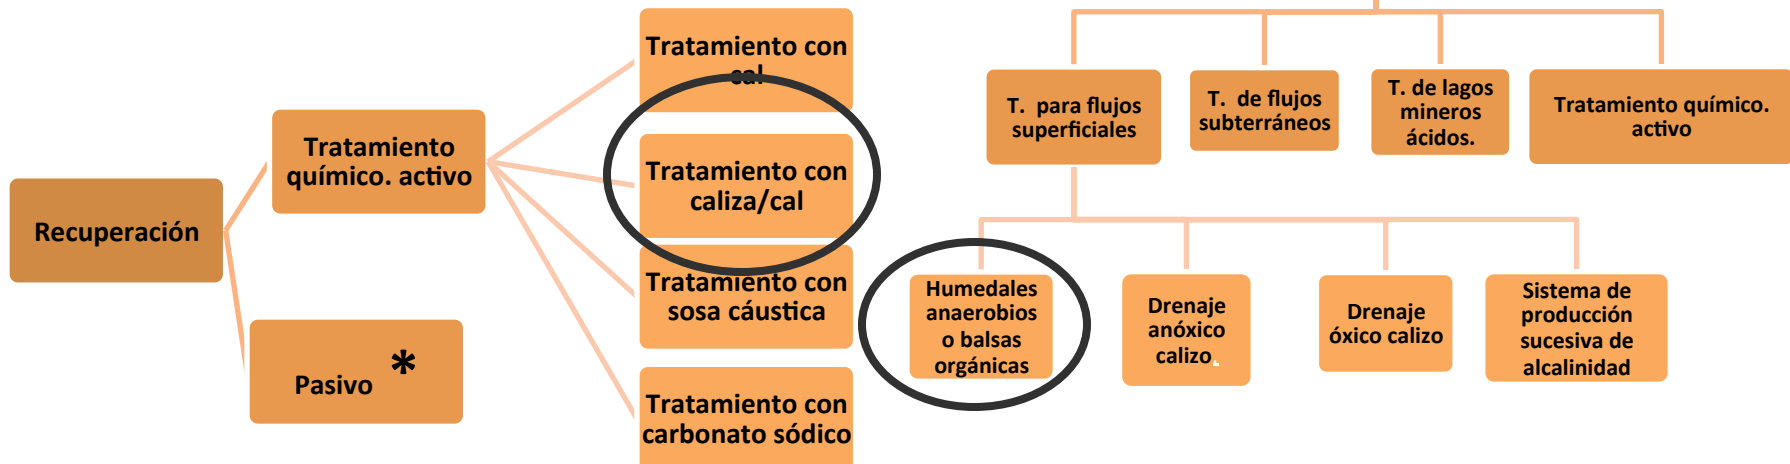 Recuperación
Tratamiento
químico. activo
Pasivo *
Tratamiento con
cal
Tratamiento con
caliza/cal
Tratamiento con
sosa cáustica
Tratamiento con
carbonato sódico
T. para flujos
superficiales
T. de flujos
subterráneos
T. de lagos
mineros
ácidos.
Tratamiento químico.
activo
Humedales
anaerobios
o balsas
orgánicas
Drenaje
anóxico
calizo.
Drenaje
óxico calizo
Sistema de
producción
sucesiva de
alcalinidad